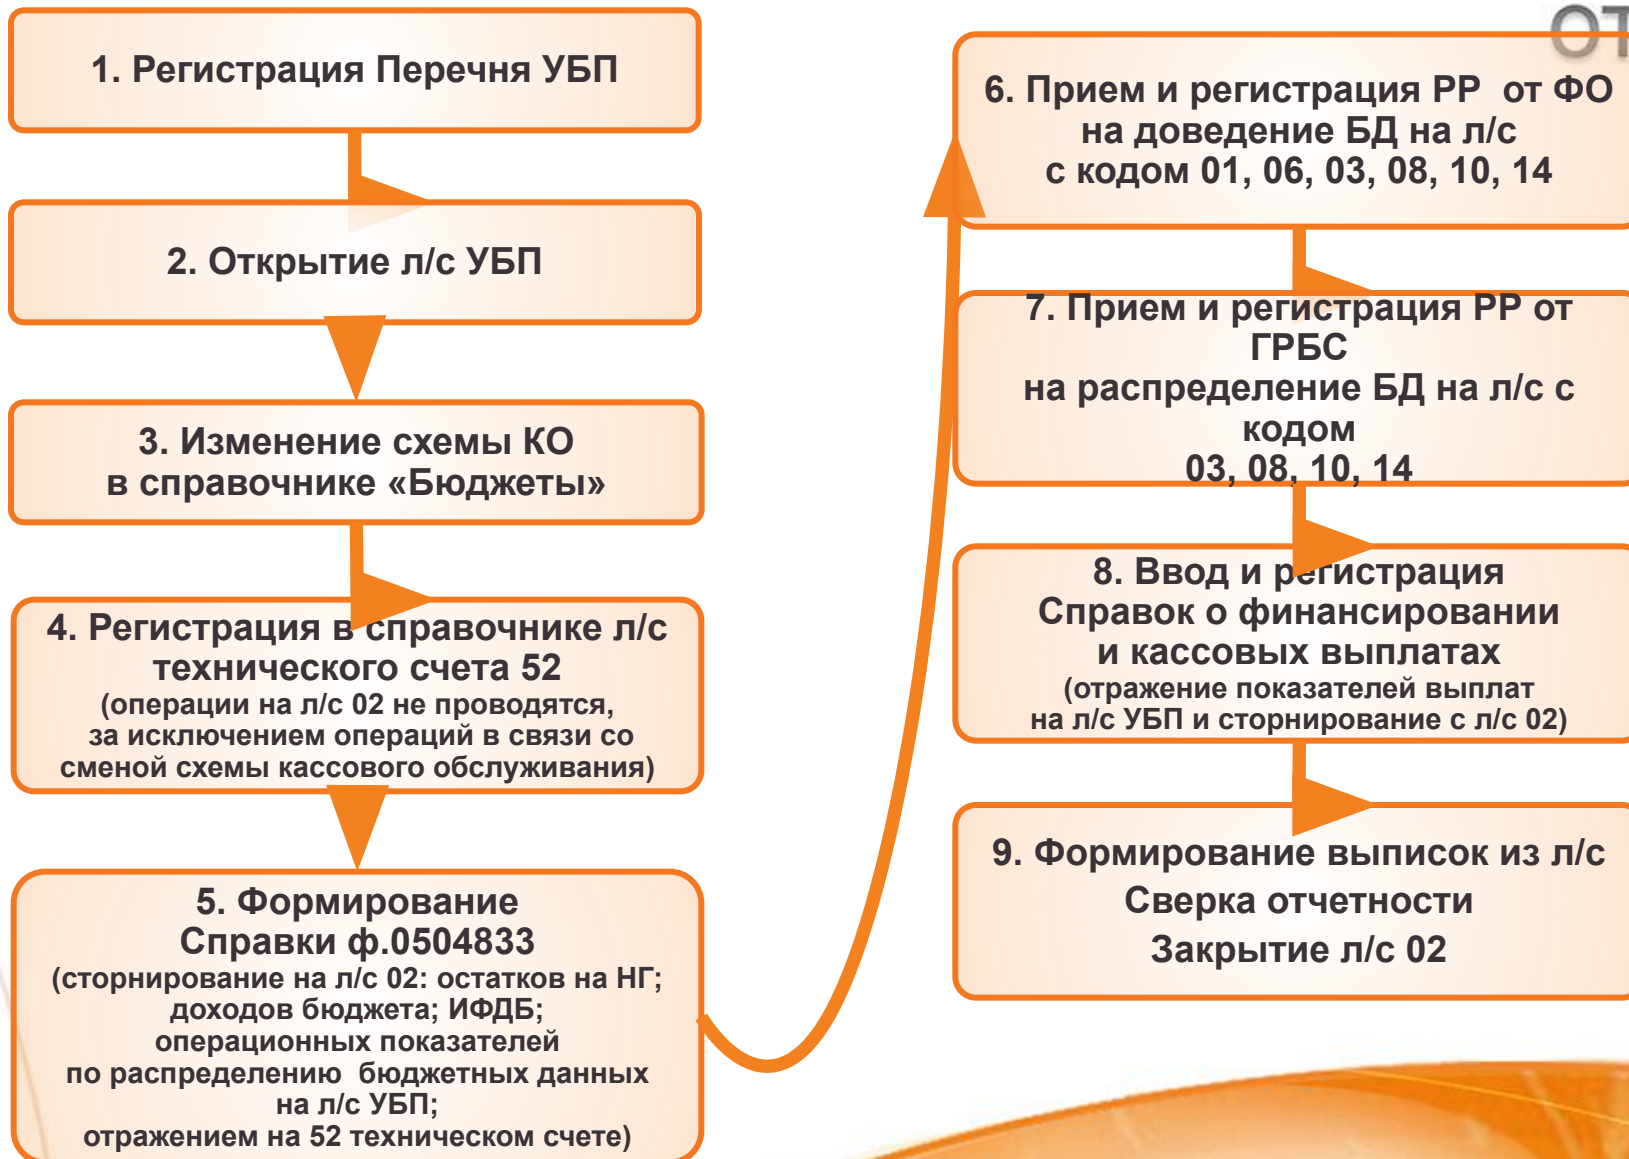 1. Регистрация Перечня УБП
2. Открытие л/с УБП
3. Изменение схемы КО
в справочнике «Бюджеты»
4. Регистрация в справочнике л/с
технического счета 52
(операции на л/с 02 не проводятся,
за исключением операций в связи со
сменой схемы кассового обслуживания)
5. Формирование
Справки ф.0504833
(сторнирование на л/с 02: остатков на НГ;
доходов бюджета; ИФДБ;
операционных показателей
по распределению бюджетных данных
на л/с УБП;
отражением на 52 техническом счете)
6. Прием и регистрация РР от ФО
на доведение БД на л/с
с кодом 01, 06, 03, 08, 10, 14
7. Прием и регистрация РР от
ГРБС
на распределение БД на л/с с
кодом
03, 08, 10, 14
8. Ввод и регистрация
Справок о финансировании
и кассовых выплатах
(отражение показателей выплат
на л/с УБП и сторнирование с л/с 02)
9. Формирование выписок из л/с
Сверка отчетности
Закрытие л/с 02